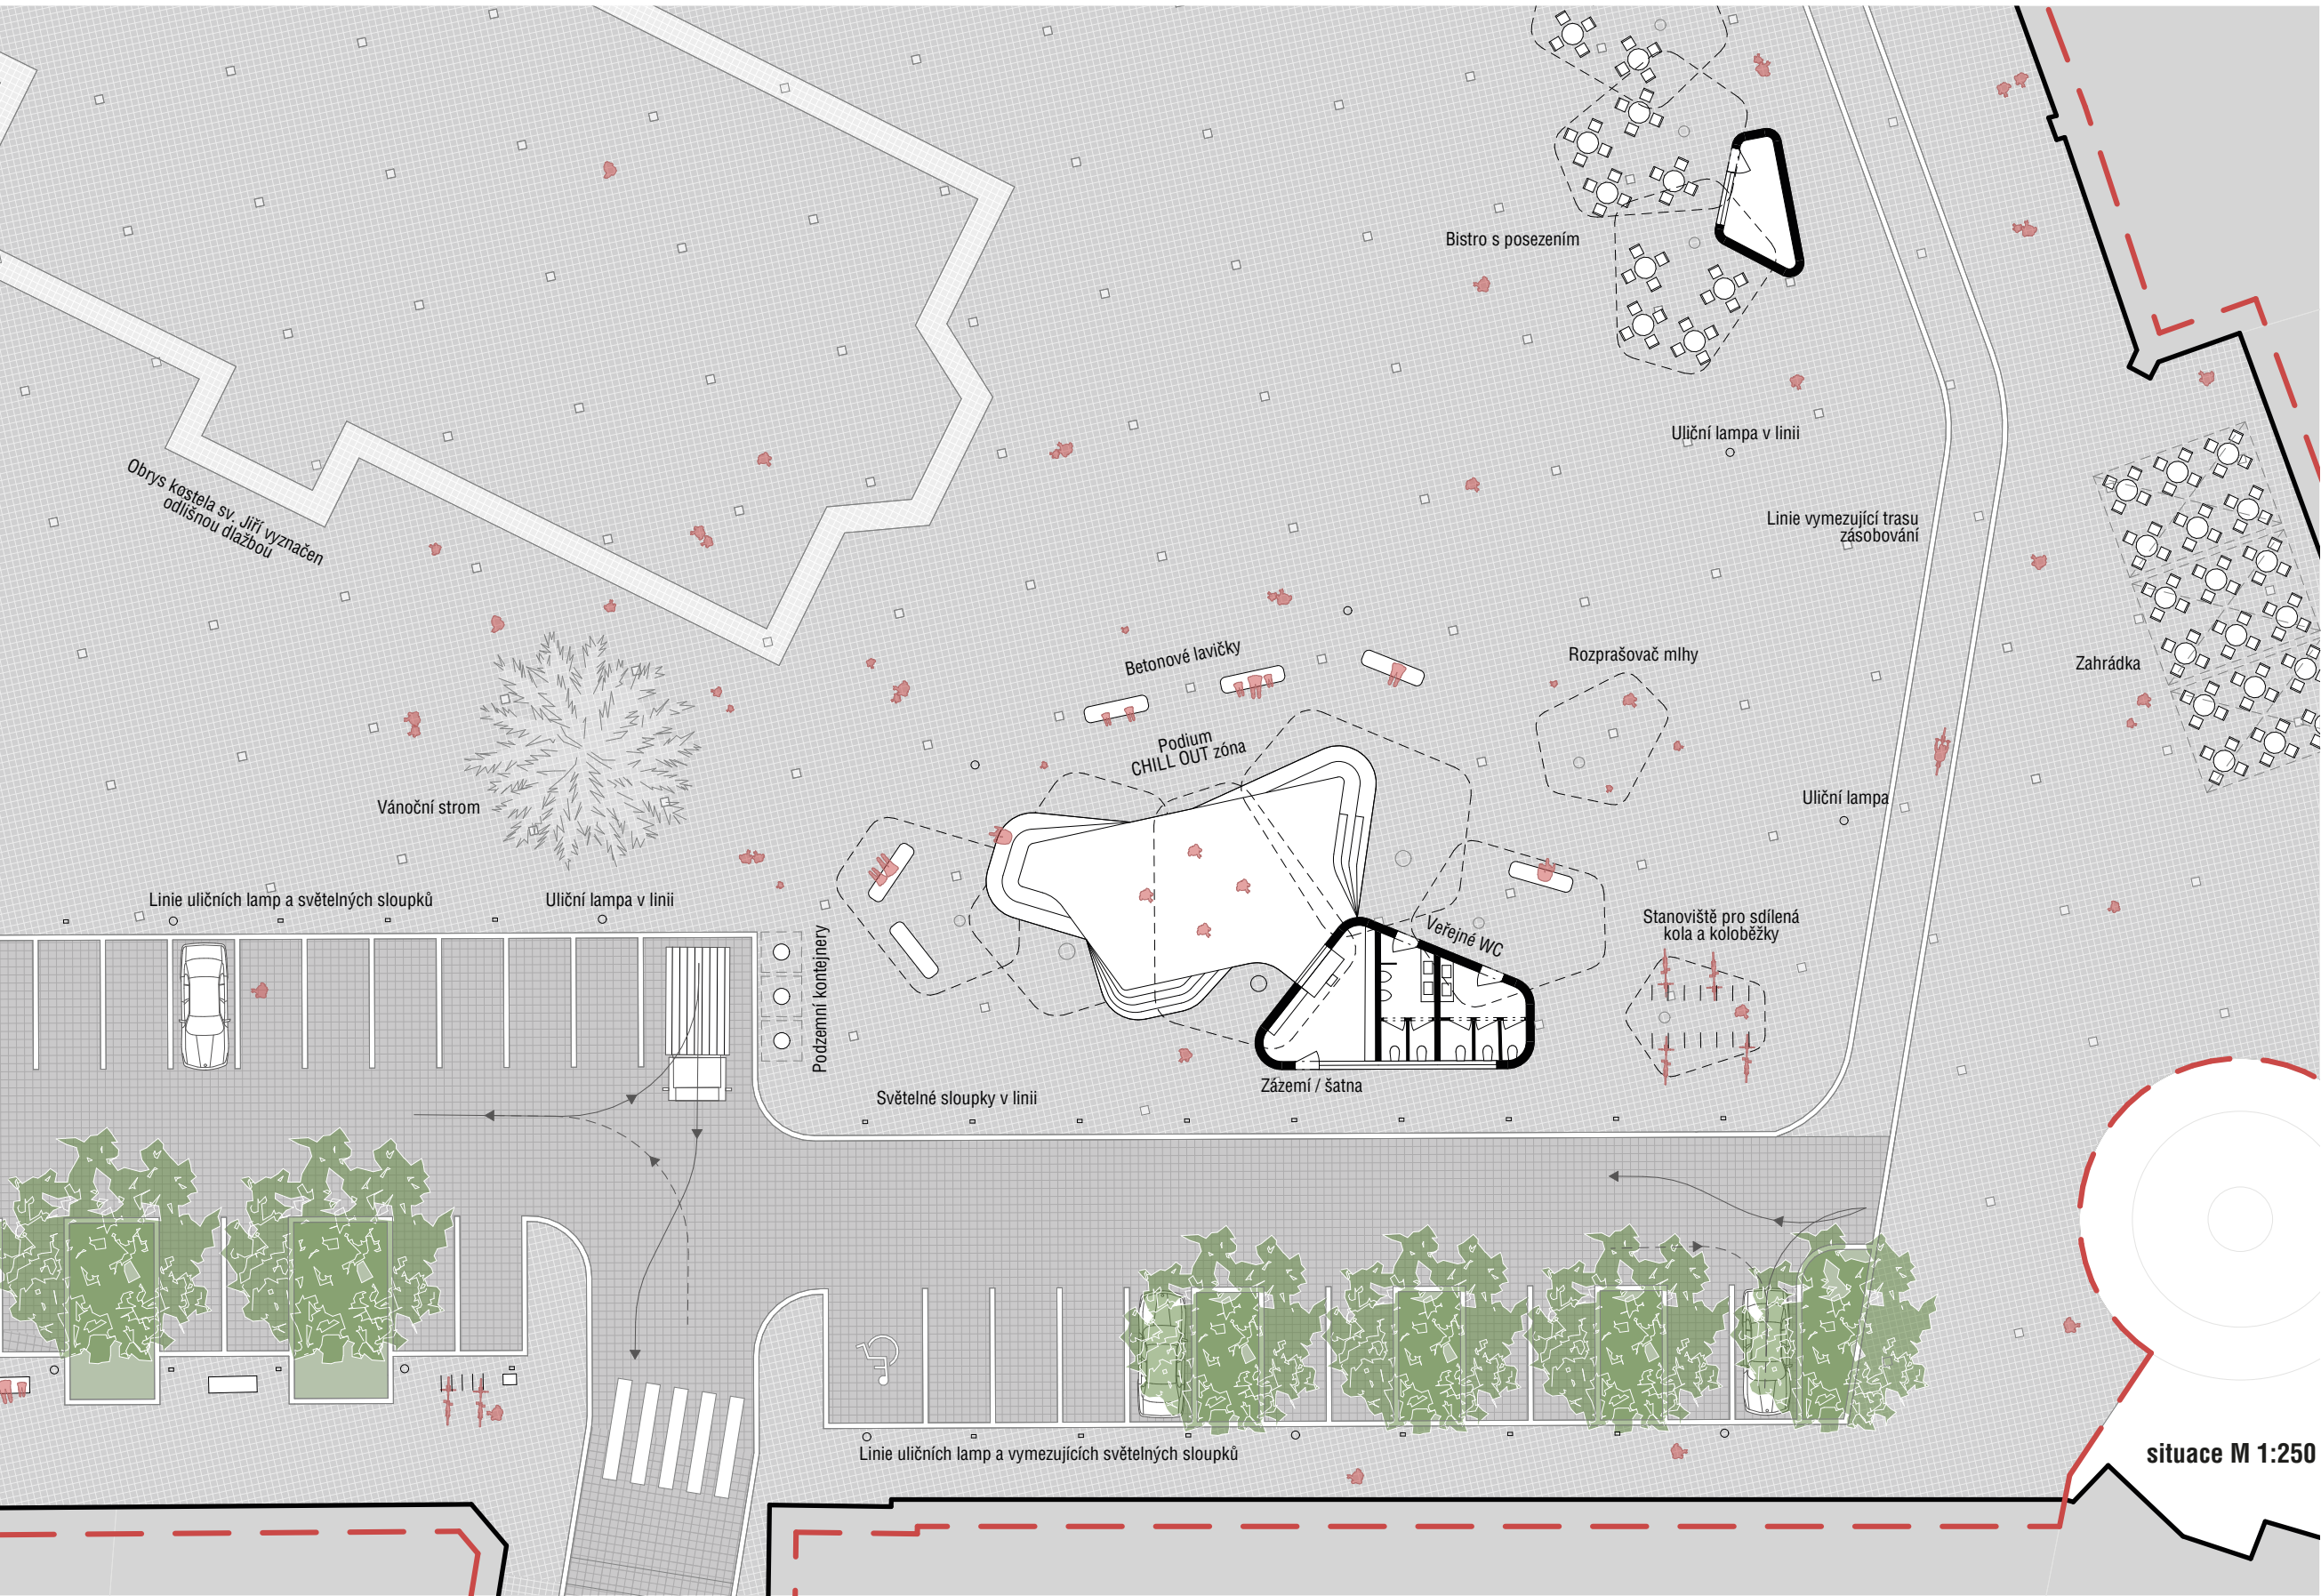 Bistro s posezením
Uliční lampa v linii
Obrys kostela sv. Jiří vyznačen
odlišnou dlažbou
Linie vymezující trasu
zásobování
Betonové lavičky
Rozprašovač mlhy
Zahrádka
Podium
CHILL OUT zóna
Vánoční strom
Uliční lampa
Linie uličních lamp a světelných sloupků
Uliční lampa v linii
Stanoviště pro sdílená
kola a koloběžky
Veřejné WC
Podzemní kontejnery
Zázemí / šatna
Světelné sloupky v linii
Linie uličních lamp a vymezujících světelných sloupků
situace M 1:250